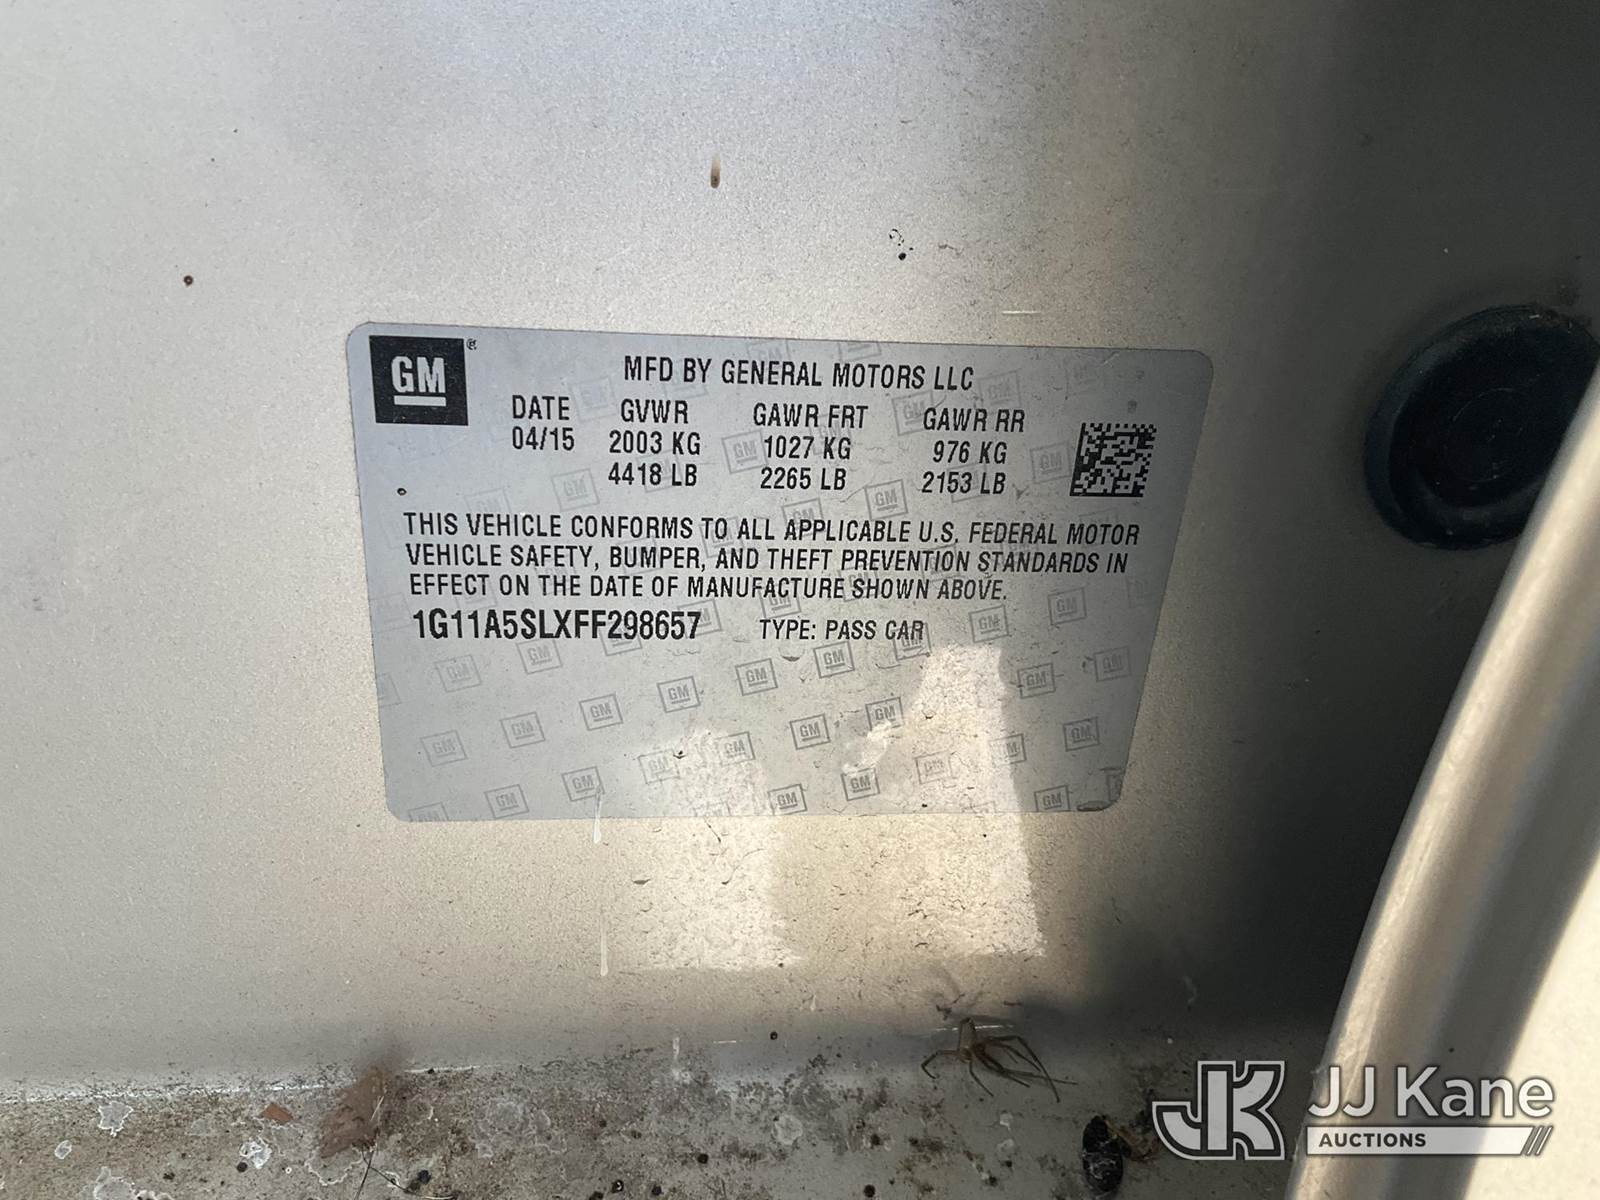 GM ®
MFD BY GENERAL MOTORS LLC
DATE GVWR GAWR FRT GAWR RR
04/15 2003 KG 1027 KG 976 KG
4418 LB 2265 LB 2153 LB
THIS VEHICLE CONFORMS TO ALL APPLICABLE U.S. FEDERAL MOTOR
VEHICLE SAFETY, BUMPER, AND THEFT PREVENTION STANDARDS IN
EFFECT ON THE DATE OF MANUFACTURE SHOWN ABOVE.
1G11A5SLXFF298657 TYPE: PASS CAR
JK JJ Kane
AUCTIONS